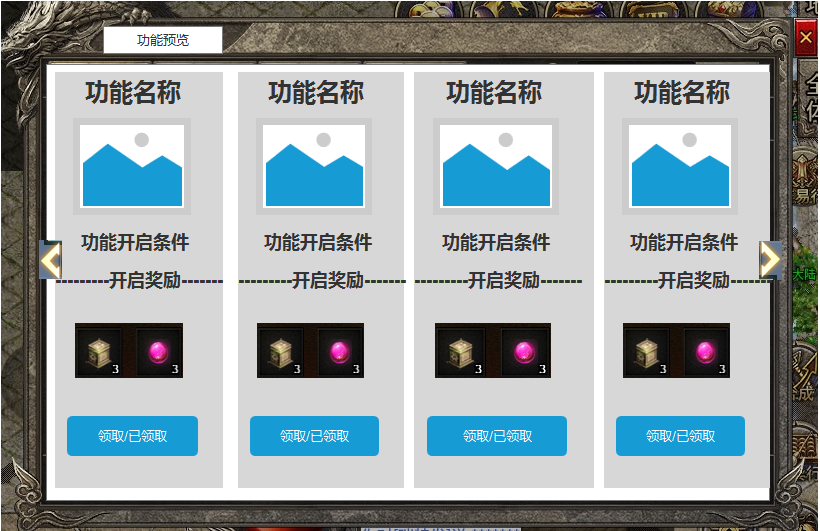 功能预览
功能名称 功能名称 功能名称 功能名称
功能开启条件 功能开启条件 功能开启条件 功能开启条件
---------开启奖励------- ---------开启奖励------- ---------开启奖励------- ---------开启奖励-------
3 3 3 3 3 3 3 3
领取/已领取 领取/已领取 领取/已领取 领取/已领取
大陆